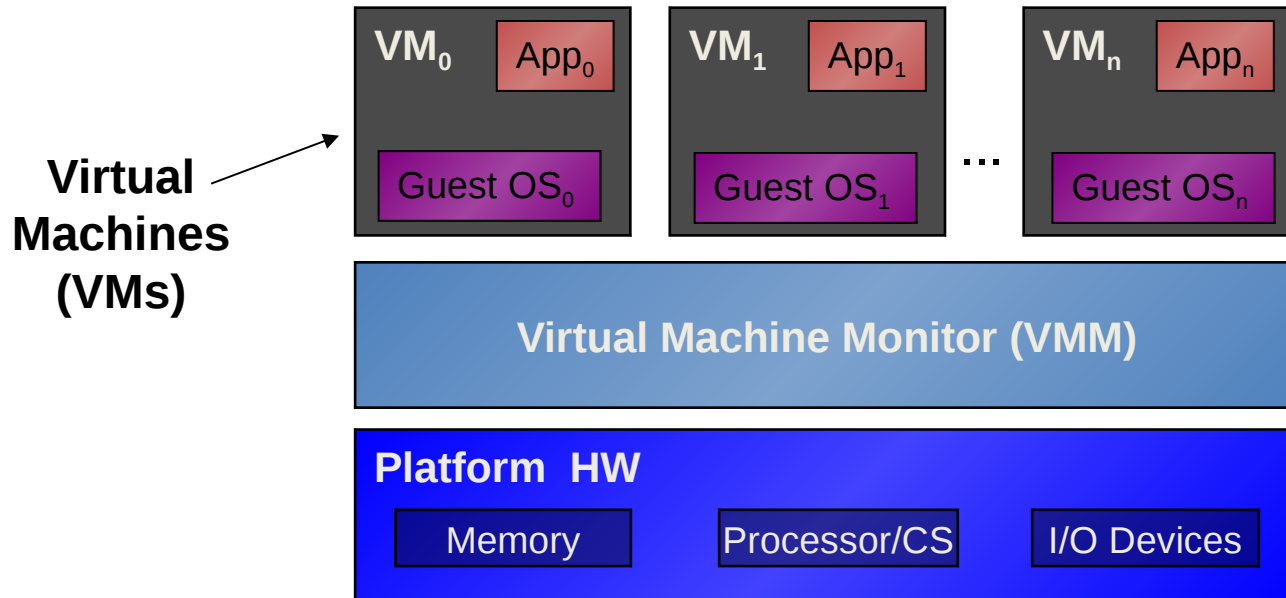 VM₀ App₀
VM₁ App₁
VMₙ Appₙ
Virtual
Machines
(VMs)
Guest OS₀
Guest OS₁
...
Guest OSₙ
Virtual Machine Monitor (VMM)
Platform HW
Memory
Processor/CS
I/O Devices